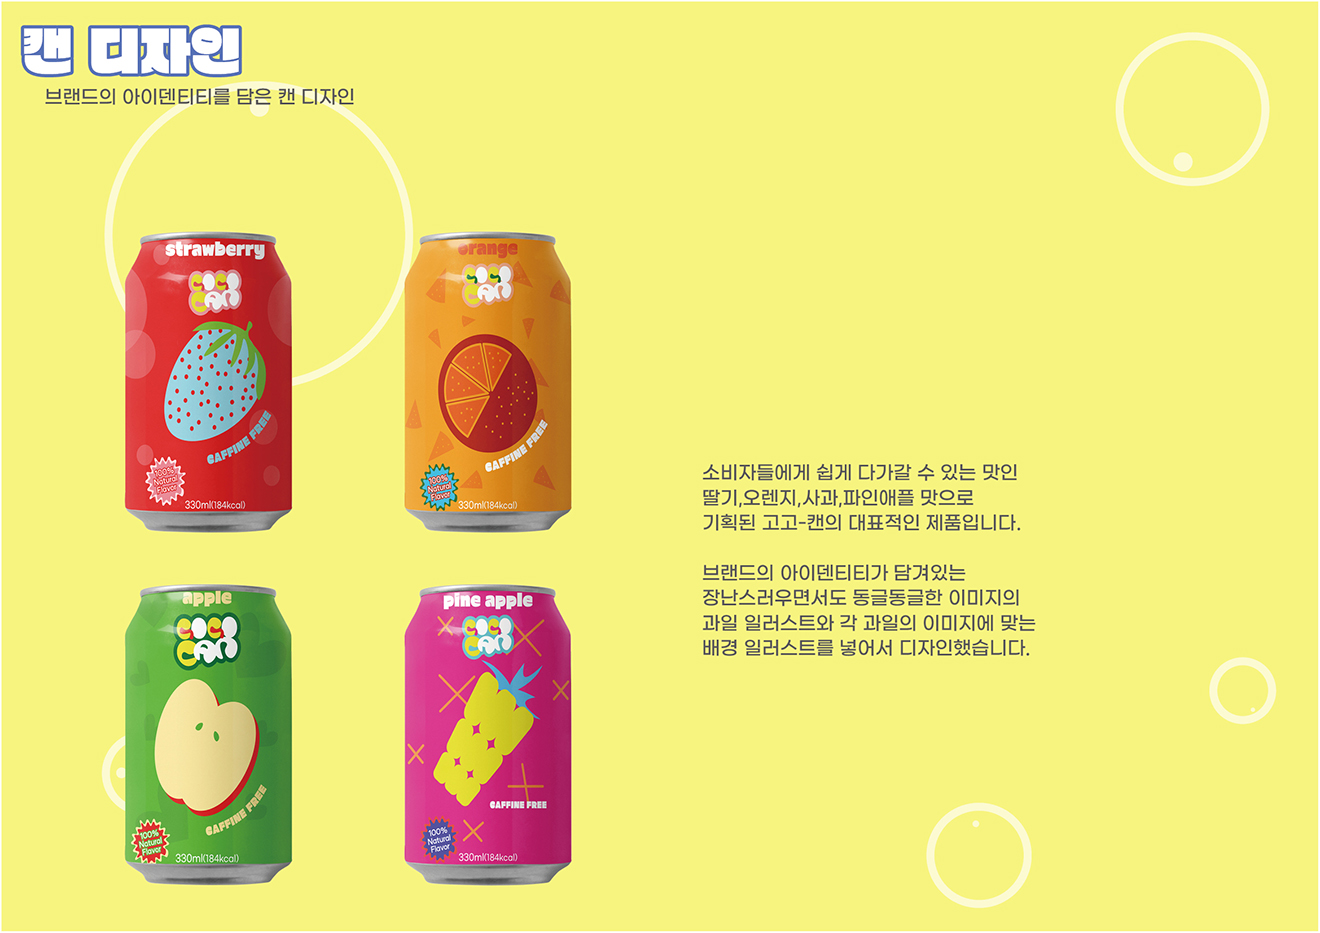 캔 디자인
브랜드의 아이덴티티를 담은 캔 디자인
strawberry
GOGO
CAN
CAFFINE FREE
100%
Natural
Flavor
330ml(184kcal)
orange
GOGO
CAN
CAFFINE FREE
100%
Natural
Flavor
330ml(184kcal)
소비자들에게 쉽게 다가갈 수 있는 맛인
딸기,오렌지,사과,파인애플 맛으로
기획된 고고-캔의 대표적인 제품입니다.
브랜드의 아이덴티티가 담겨있는
장난스러우면서도 동글동글한 이미지의
과일 일러스트와 각 과일의 이미지에 맞는
배경 일러스트를 넣어서 디자인했습니다.
apple
GOGO
CAN
CAFFINE FREE
100%
Natural
Flavor
330ml(184kcal)
pine apple
GOGO
CAN
CAFFINE FREE
100%
Natural
Flavor
330ml(184kcal)